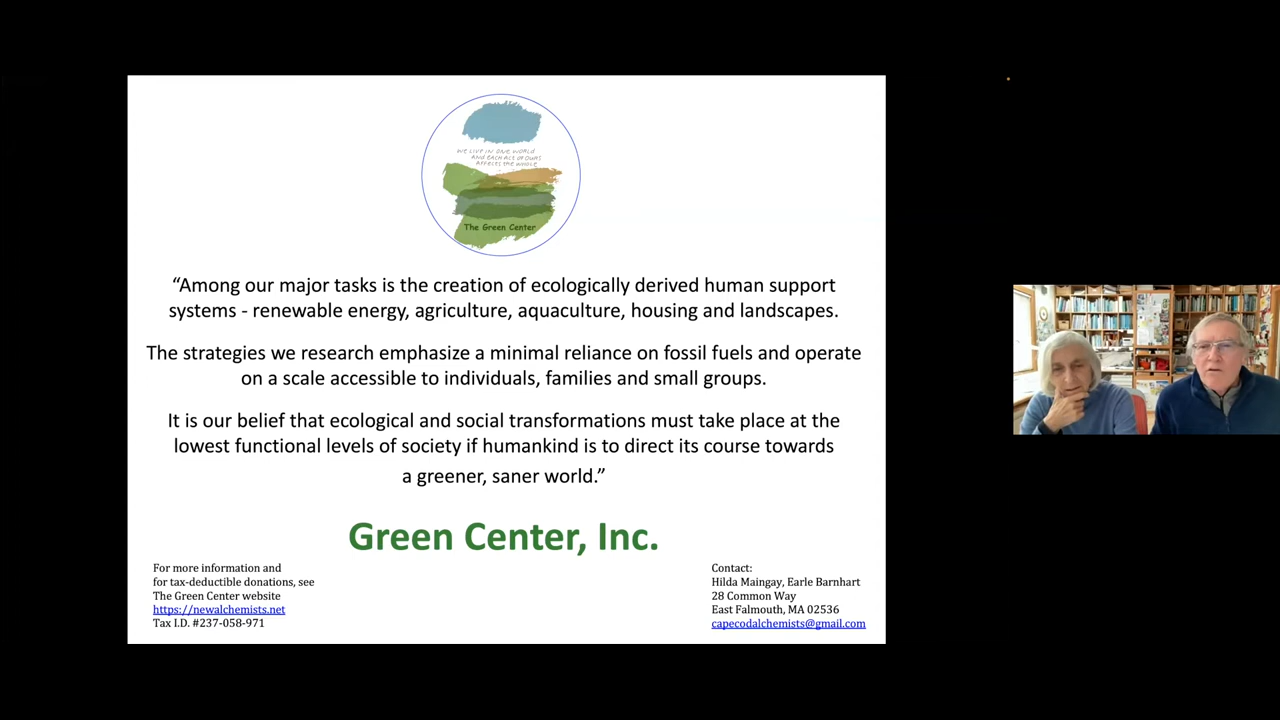 WE LIVE IN ONE WORLD
AND EACH ACT OF OURS
AFFECTS THE WHOLE
The Green Center
“Among our major tasks is the creation of ecologically derived human support
systems - renewable energy, agriculture, aquaculture, housing and landscapes.
The strategies we research emphasize a minimal reliance on fossil fuels and operate
on a scale accessible to individuals, families and small groups.
It is our belief that ecological and social transformations must take place at the
lowest functional levels of society if humankind is to direct its course towards
a greener, saner world.”
Green Center, Inc.
For more information and
for tax-deductible donations, see
The Green Center website
https://newalchemists.net
Tax I.D. #237-058-971
Contact:
Hilda Maingay, Earle Barnhart
28 Common Way
East Falmouth, MA 02536
capecodalchemists@gmail.com